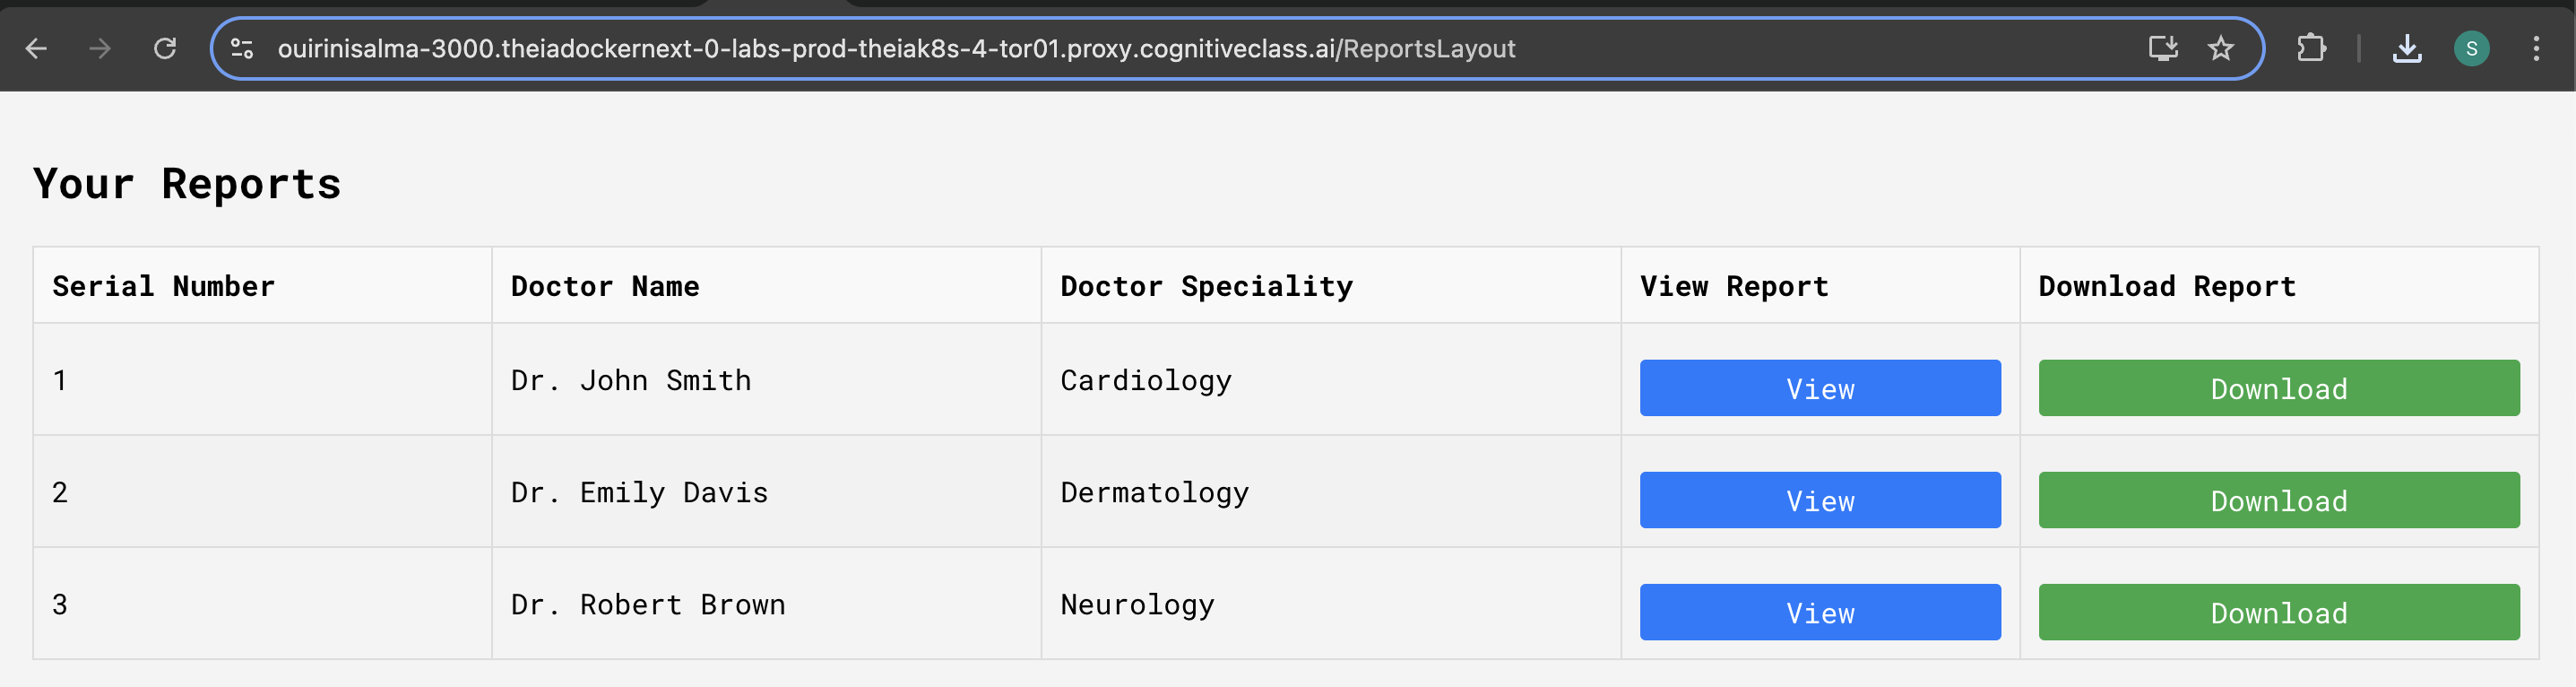 ouirinisalma-3000.theiadockernext-0-labs-prod-theiak8s-4-tor01.proxy.cognitiveclass.ai/ReportsLayout
S
Your Reports
Serial Number Doctor Name Doctor Speciality View Report Download Report
1 Dr. John Smith Cardiology View Download
2 Dr. Emily Davis Dermatology View Download
3 Dr. Robert Brown Neurology View Download